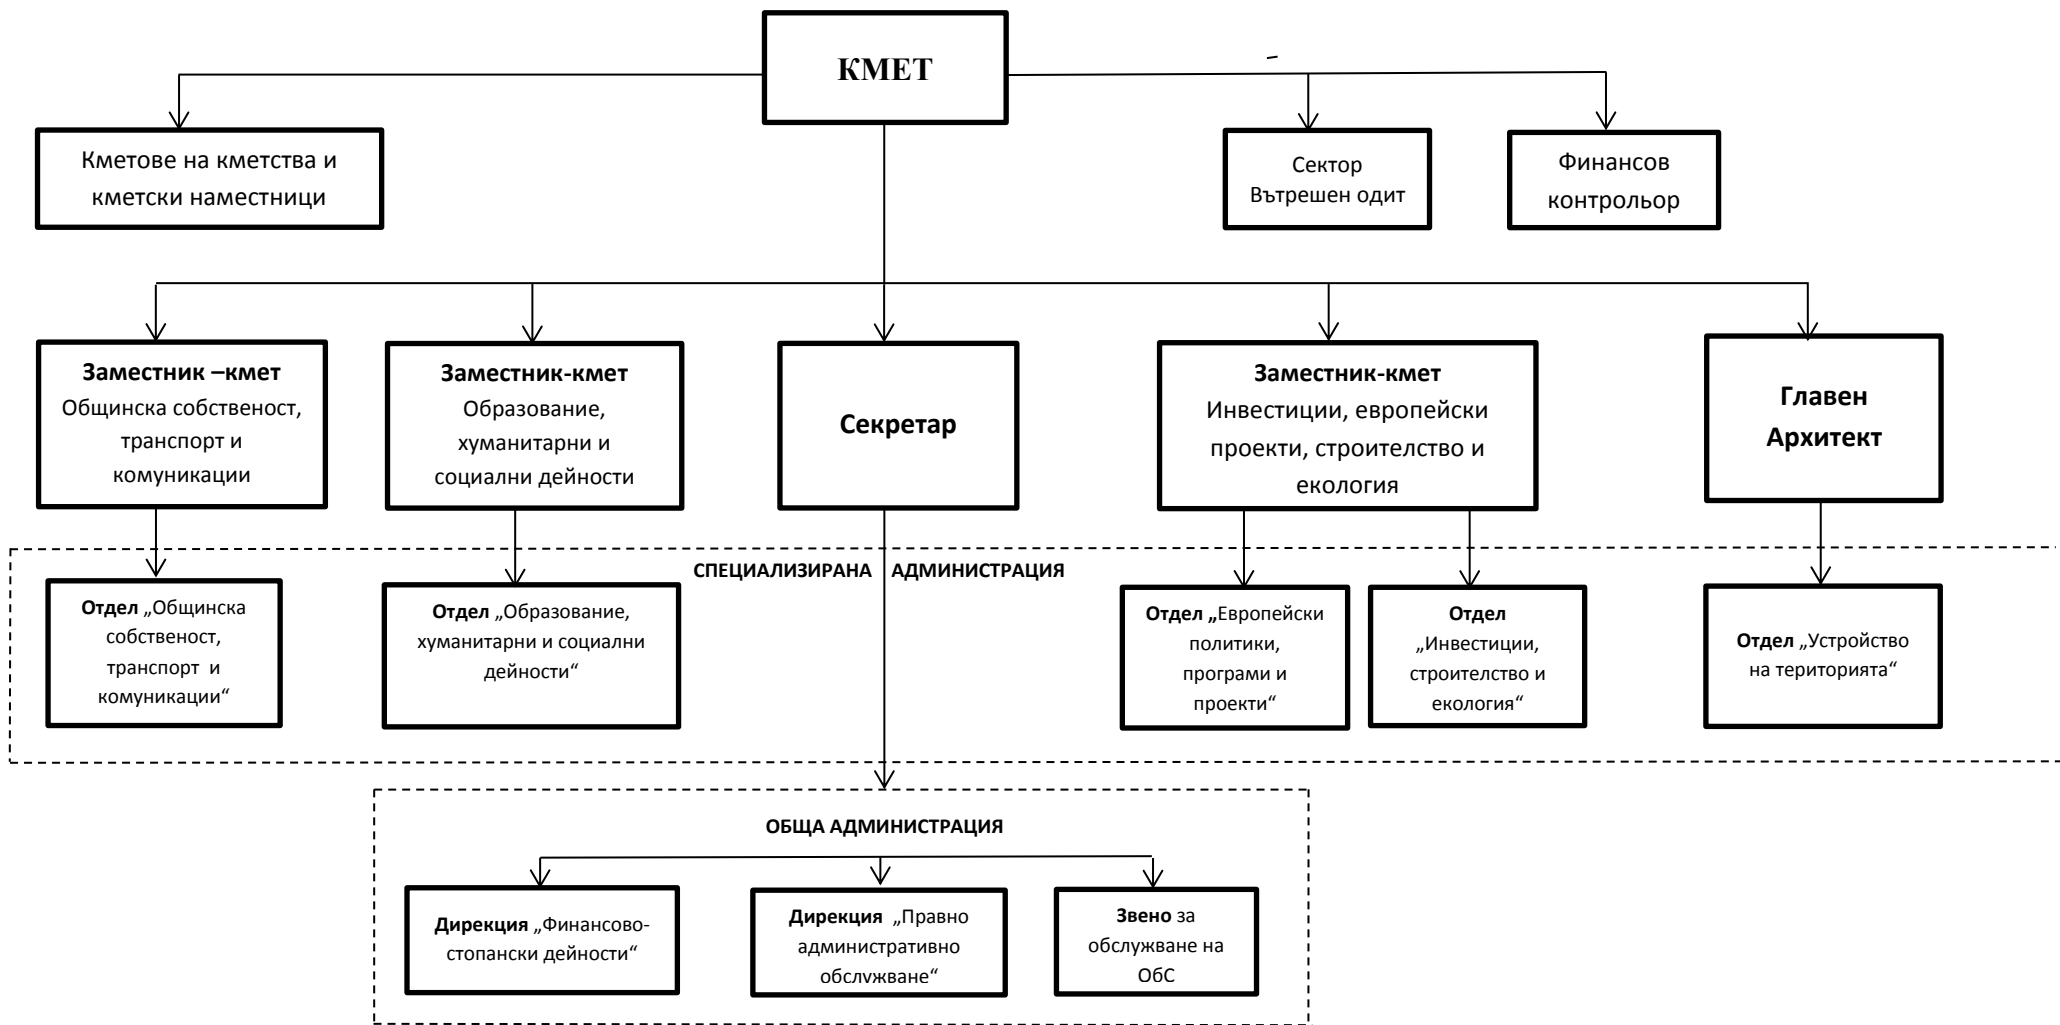 КМЕТ
–
Кметове на кметства и
кметски наместници
Сектор
Вътрешен одит
Финансов
контрольор
Заместник –кмет
Общинска собственост,
транспорт и
комуникации
Заместник-кмет
Образование,
хуманитарни и
социални дейности
Секретар
Заместник-кмет
Инвестиции, европейски
проекти, строителство и
екология
Главен
Архитект
СПЕЦИАЛИЗИРАНА АДМИНИСТРАЦИЯ
Отдел „Общинска
собственост,
транспорт и
комуникации“
Отдел „Образование,
хуманитарни и социални
дейности“
Отдел „Европейски
политики,
програми и
проекти“
Отдел
„Инвестиции,
строителство и
екология“
Отдел „Устройство
на територията“
ОБЩА АДМИНИСТРАЦИЯ
Дирекция „Финансово-
стопански дейности“
Дирекция „Правно
административно
обслужване“
Звено за
обслужване на
ОбС